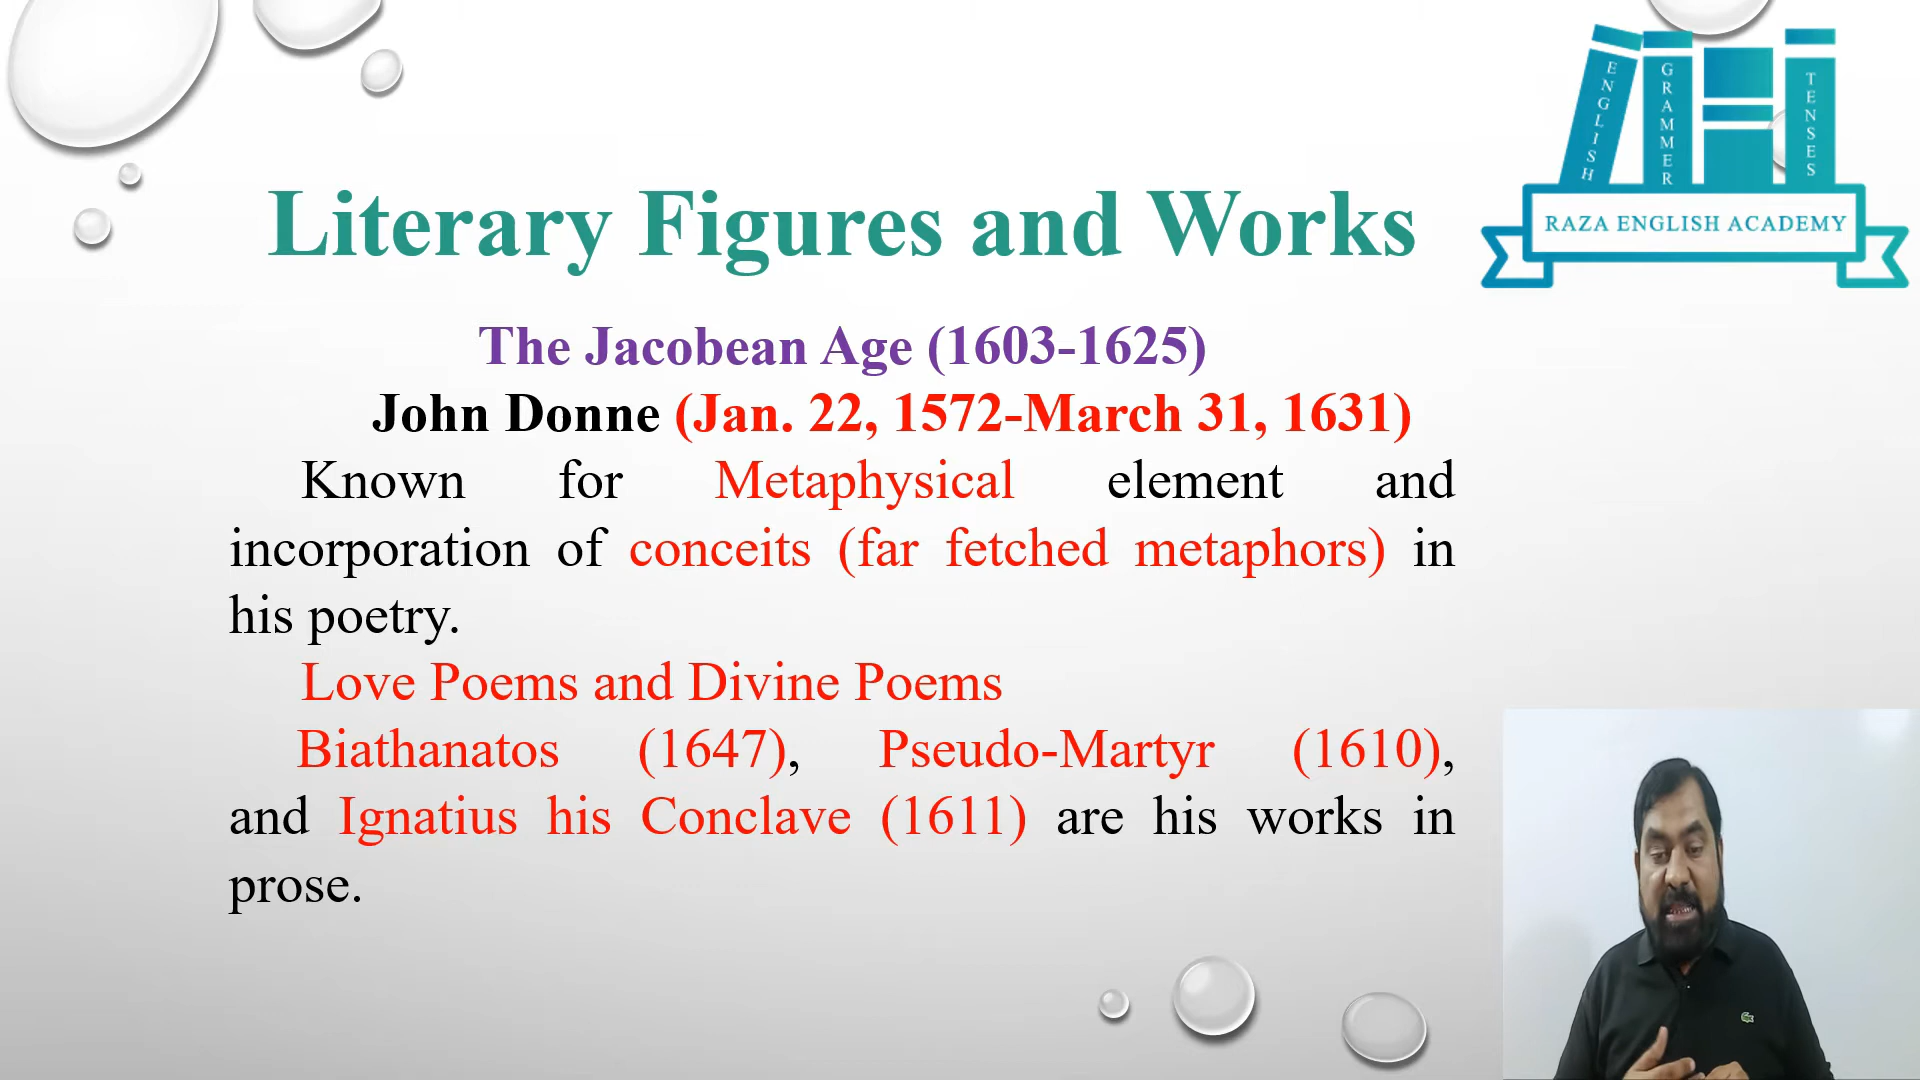 ENGLISH
GRAMMER
TENSES
RAZA ENGLISH ACADEMY
Literary Figures and Works
The Jacobean Age (1603-1625)
John Donne (Jan. 22, 1572-March 31, 1631)
Known for Metaphysical element and
incorporation of conceits (far fetched metaphors) in
his poetry.
Love Poems and Divine Poems
Biathanatos (1647), Pseudo-Martyr (1610),
and Ignatius his Conclave (1611) are his works in
prose.